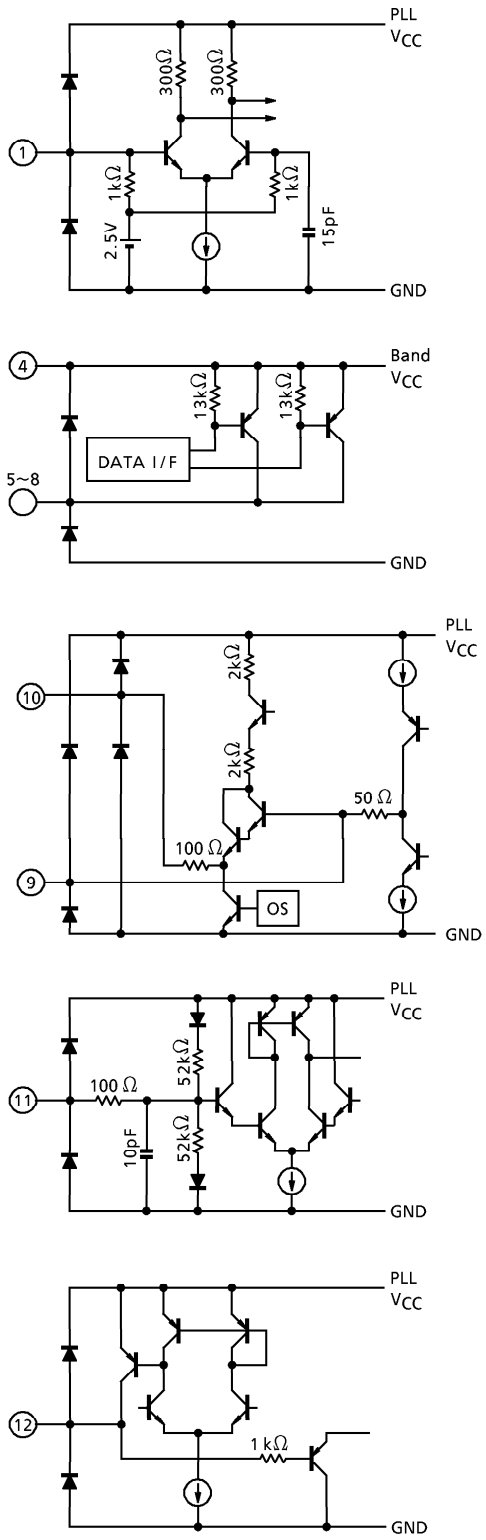 PLL
VCC
300Ω
300Ω
1
1kΩ
1kΩ
2.5V
15pF
GND
4
Band
VCC
13kΩ
13kΩ
DATA I/F
5~8
GND
PLL
VCC
2kΩ
10
2kΩ
50 Ω
100 Ω
9
OS
GND
PLL
VCC
52kΩ
100 Ω
11
10pF
52kΩ
GND
PLL
VCC
12
1kΩ
GND